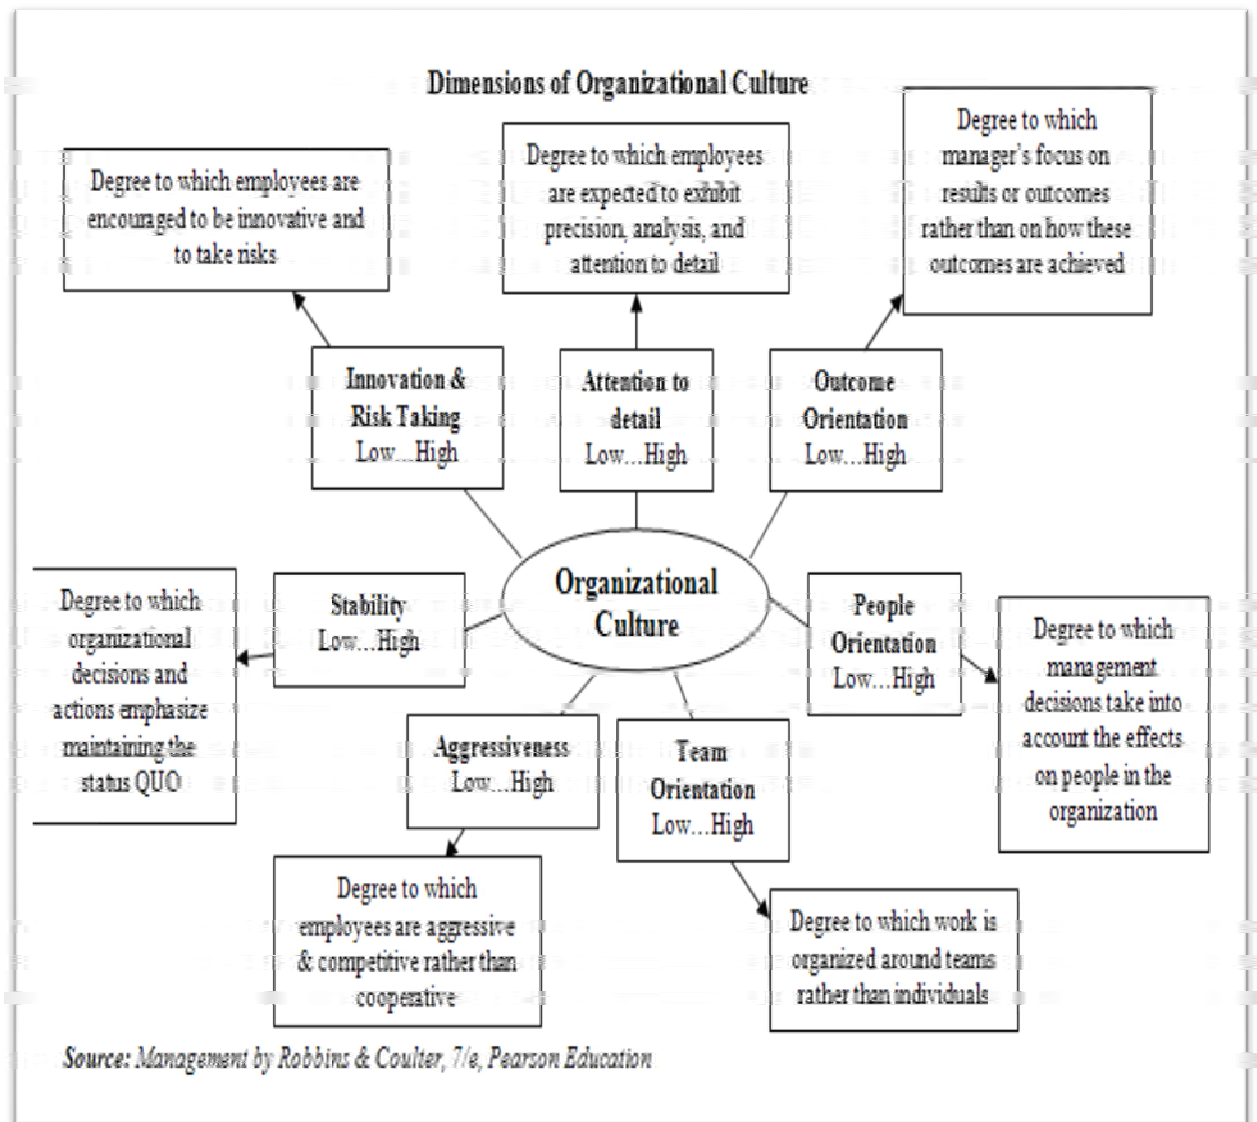 Dimensions of Organizational Culture
Degree to which employees are
encouraged to be innovative and
to take risks
Degree to which employees
are expected to exhibit
precision, analysis, and
attention to detail
Degree to which
manager's focus on
results or outcomes
rather than on how these
outcomes are achieved
Innovation &
Risk Taking
Low...High
Attention to
detail
Low...High
Outcome
Orientation
Low...High
Organizational
Culture
Degree to which
organizational
decisions and
actions emphasize
maintaining the
status QUO
Stability
Low...High
People
Orientation
Low...High
Degree to which
management
decisions take into
account the effects
on people in the
organization
Aggressiveness
Low...High
Team
Orientation
Low...High
Degree to which
employees are aggressive
& competitive rather than
cooperative
Degree to which work is
organized around teams
rather than individuals
Source: Management by Robbins & Coulter, 7/e, Pearson Education